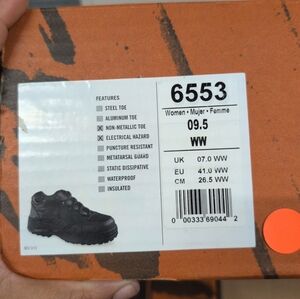 FEATURES
STEEL TOE
ALUMINUM TOE
NON-METALLIC TOE
ELECTRICAL HAZARD
PUNCTURE RESISTANT
METATARSAL GUARD
STATIC DISSIPATIVE
WATERPROOF
INSULATED
6553
Women • Mujer • Femme
09.5
WW
UK 07.0 WW
EU 41.0 WW
CM 26.5 WW
0 00333 69044 2